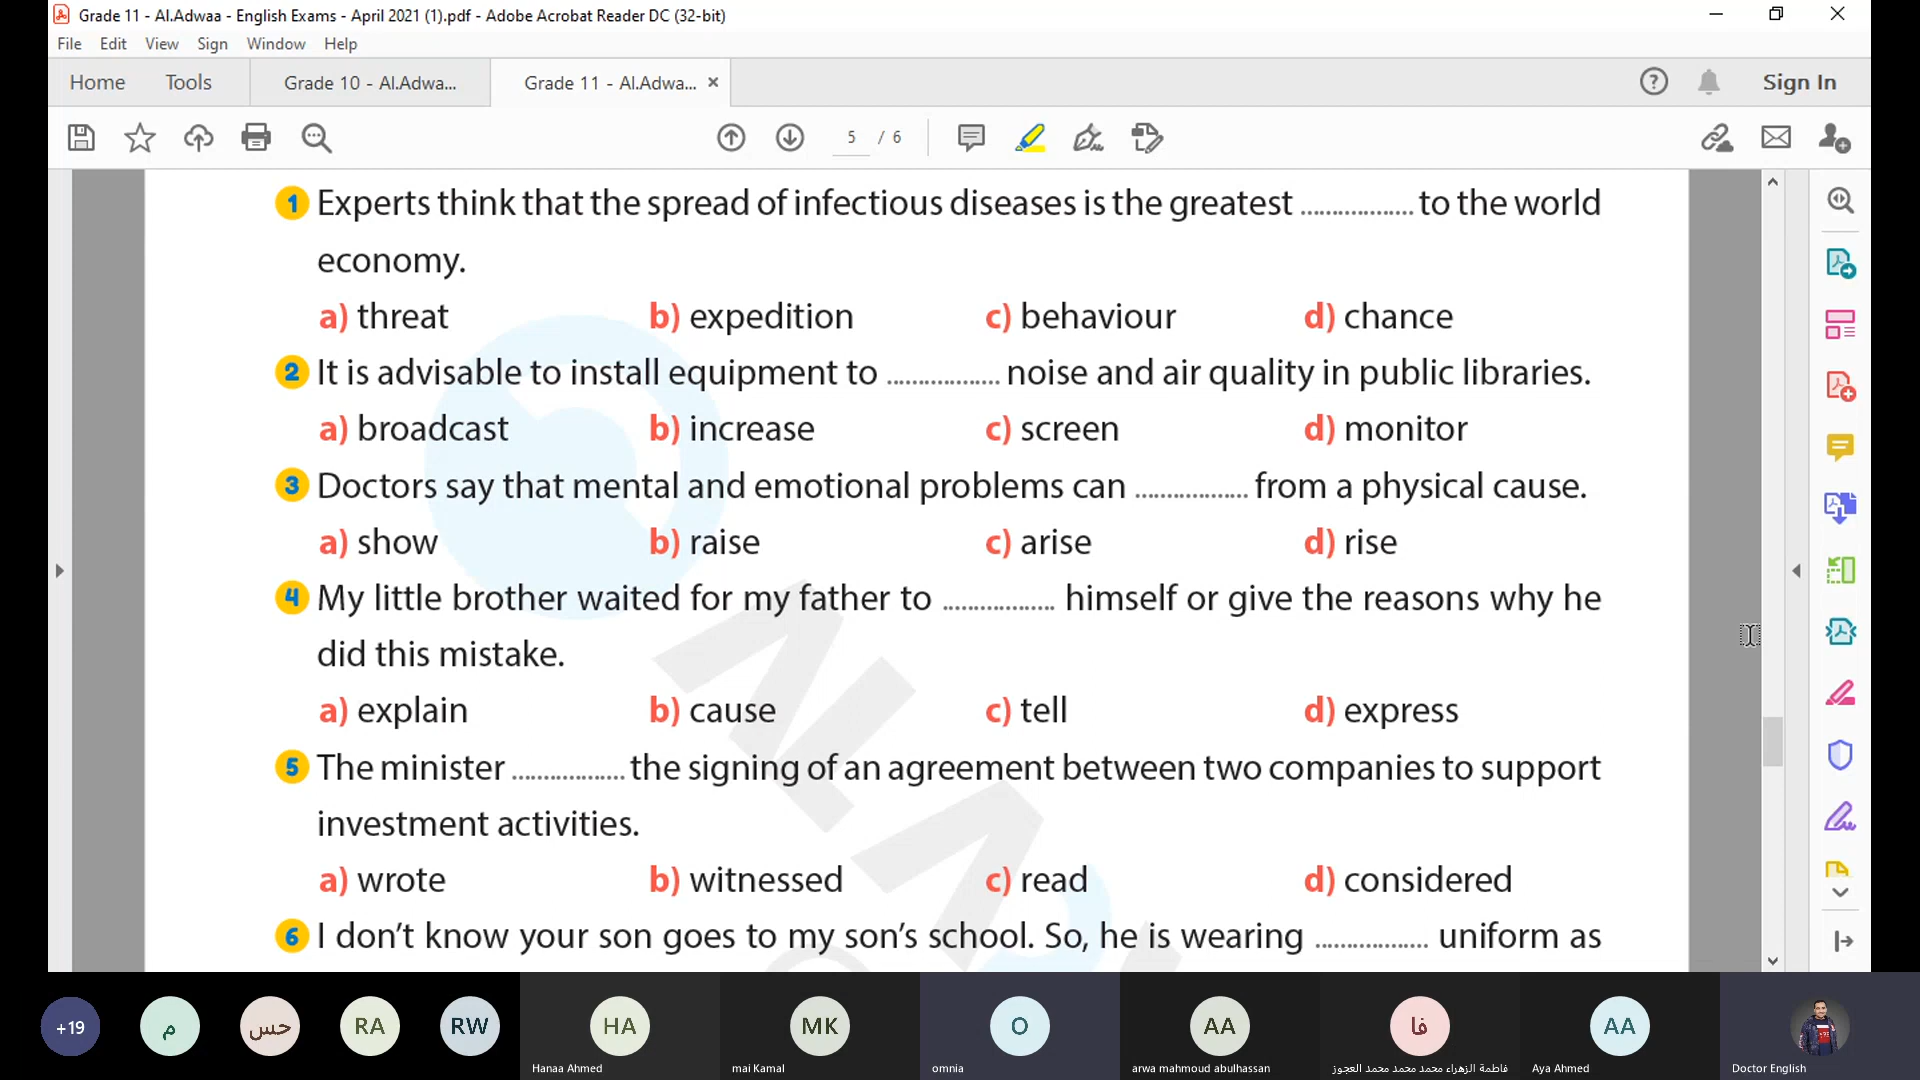 Grade 11 - Al.Adwaa - English Exams - April 2021 (1).pdf - Adobe Acrobat Reader DC (32-bit)
File Edit View Sign Window Help
Home Tools Grade 10 - Al.Adwa... Grade 11 - Al.Adwa... ×
Sign In
5 / 6
1 Experts think that the spread of infectious diseases is the greatest .................. to the world
economy.
a) threat b) expedition c) behaviour d) chance
2 It is advisable to install equipment to .................. noise and air quality in public libraries.
a) broadcast b) increase c) screen d) monitor
3 Doctors say that mental and emotional problems can .................. from a physical cause.
a) show b) raise c) arise d) rise
4 My little brother waited for my father to .................. himself or give the reasons why he
did this mistake.
a) explain b) cause c) tell d) express
5 The minister .................. the signing of an agreement between two companies to support
investment activities.
a) wrote b) witnessed c) read d) considered
6 I don't know your son goes to my son's school. So, he is wearing .................. uniform as
+19 م حس RA RW HA MK O AA فا AA
Hanaa Ahmed mai Kamal omnia arwa mahmoud abulhassan فاطمة الزهراء محمد محمد محمد العجوز Aya Ahmed Doctor English